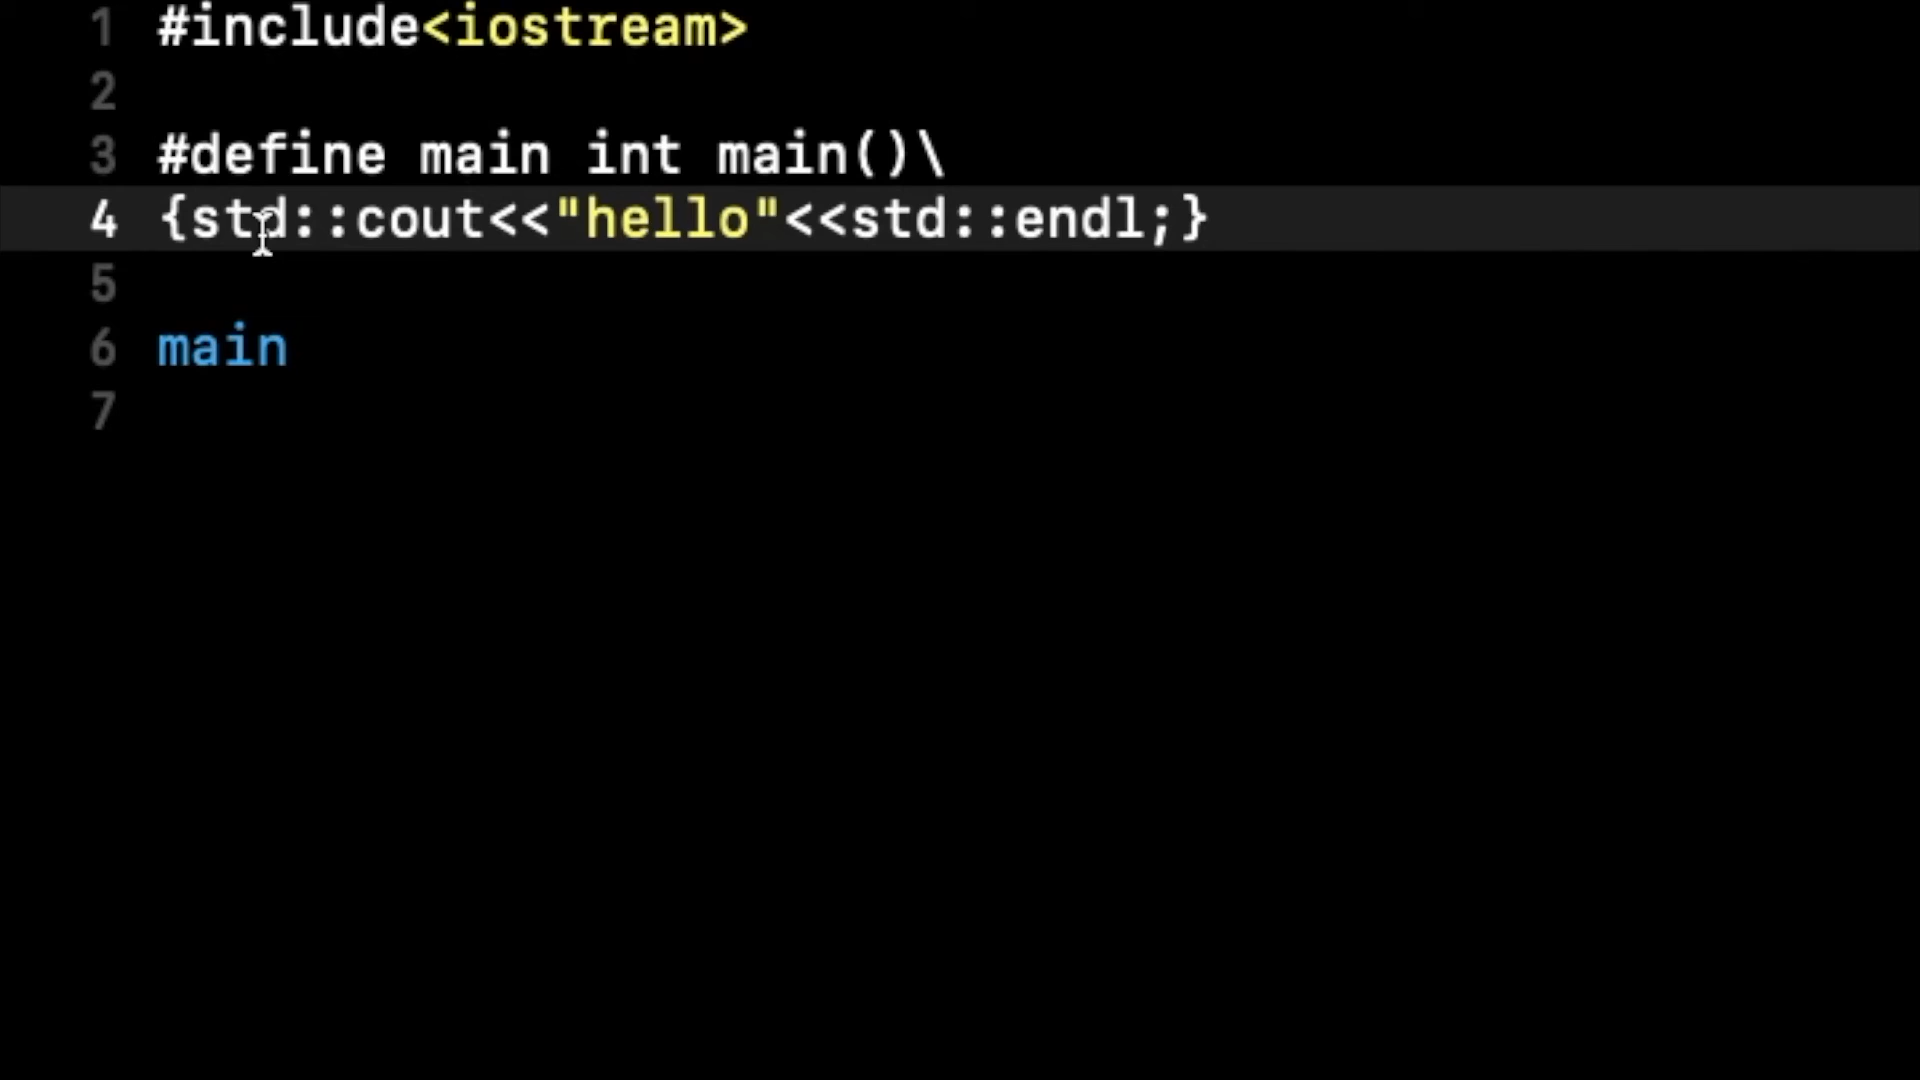 1 #include<iostream>
2
3 #define main int main()\
4 {std::cout<<"hello"<<std::endl;}
5
6 main
7